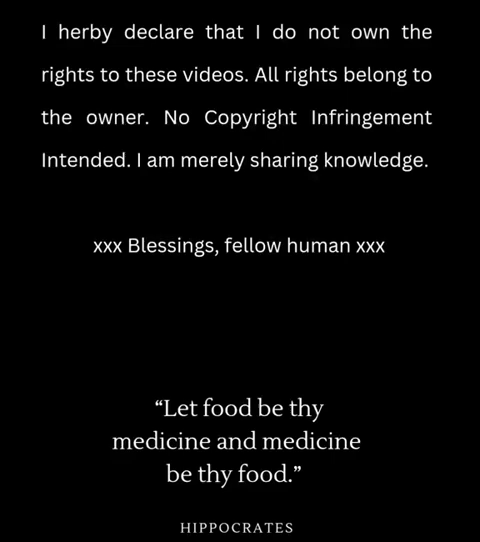 I herby declare that I do not own the
rights to these videos. All rights belong to
the owner. No Copyright Infringement
Intended. I am merely sharing knowledge.
xxx Blessings, fellow human xxx
“Let food be thy
medicine and medicine
be thy food.”
HIPPOCRATES